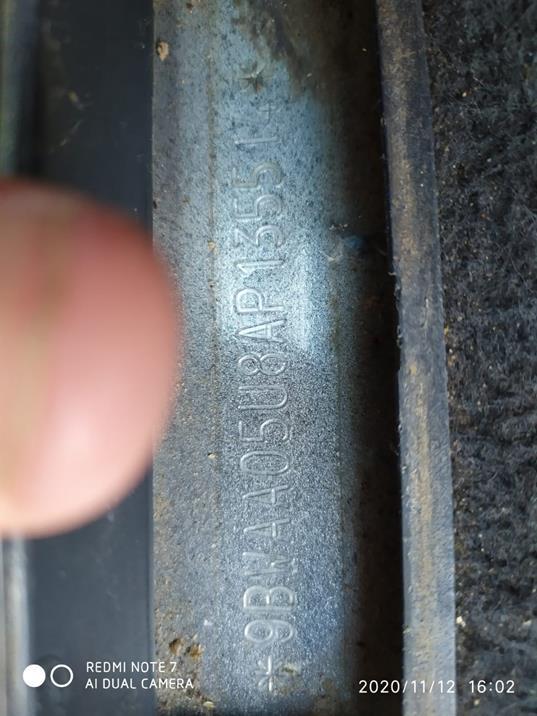 *9BWAA05U8AP135514*
REDMI NOTE 7
AI DUAL CAMERA
2020/11/12 16:02